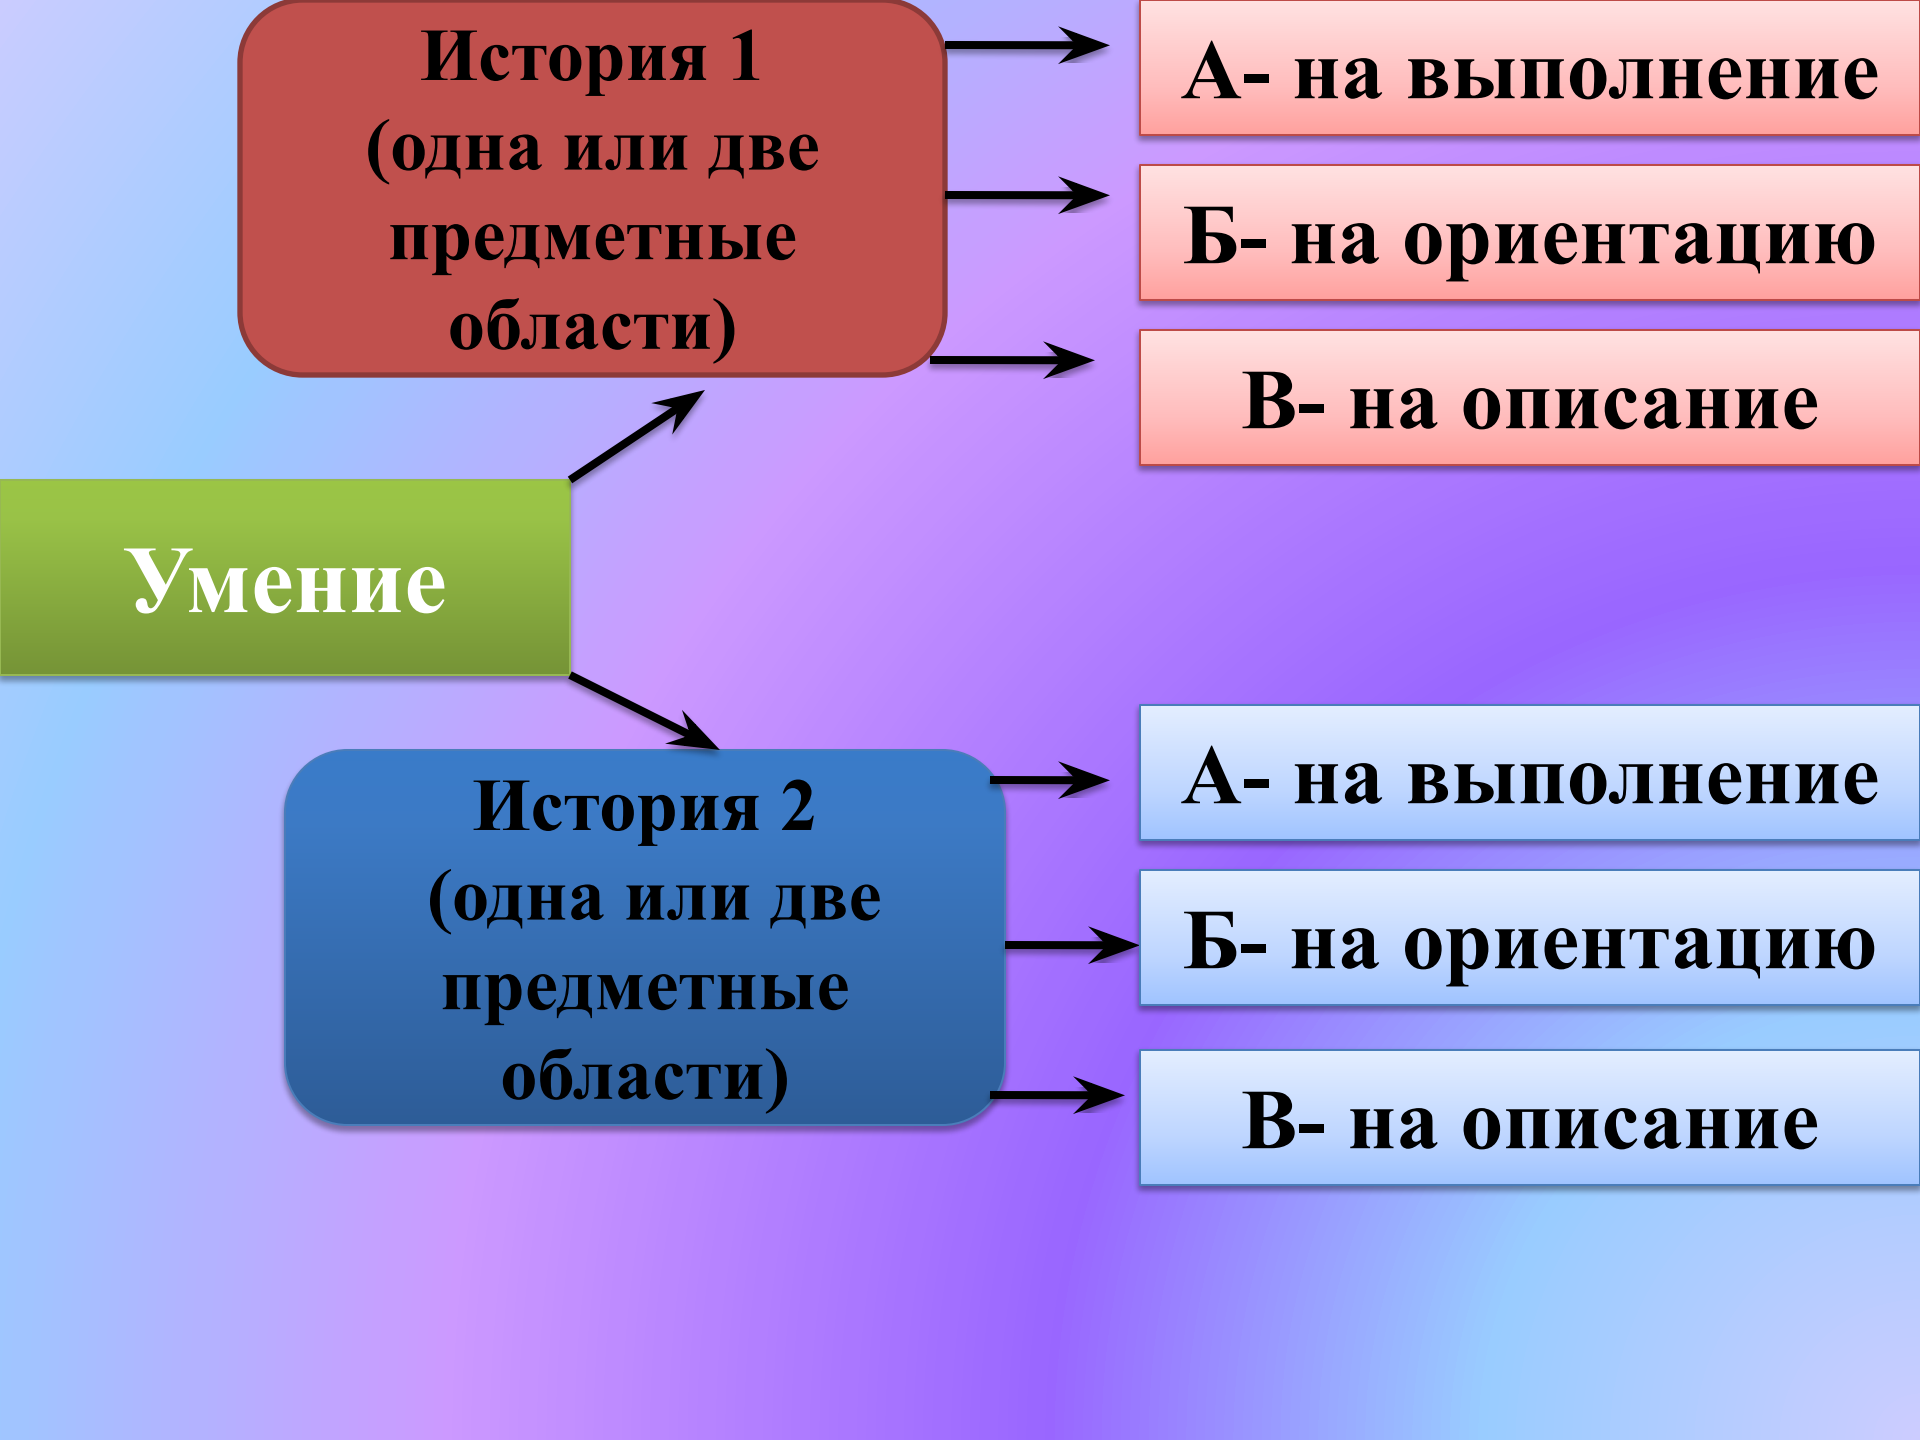 История 1
(одна или две
предметные
области)
А- на выполнение
Б- на ориентацию
В- на описание
Умение
История 2
(одна или две
предметные
области)
А- на выполнение
Б- на ориентацию
В- на описание